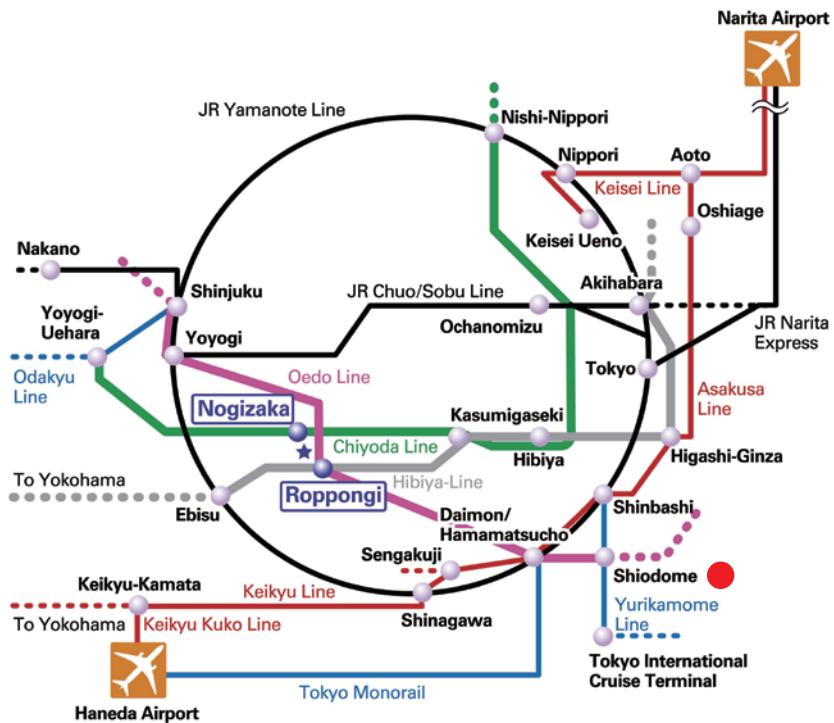 Narita Airport
JR Yamanote Line
Nishi-Nippori
Nippori
Aoto
Keisei Line
Oshiage
Keisei Ueno
Nakano
Akihabara
Shinjuku
JR Chuo/Sobu Line
Yoyogi-
Uehara
Ochanomizu
JR Narita
Express
Yoyogi
Tokyo
Odakyu
Line
Oedo Line
Asakusa
Line
Nogizaka
Kasumigaseki
Chiyoda Line
Hibiya
Higashi-Ginza
To Yokohama
Hibiya-Line
Roppongi
Ebisu
Shinbashi
Daimon/
Hamamatsucho
Sengakuji
Shiodome
Keikyu-Kamata
Keikyu Line
Shinagawa
Yurikamome
Line
To Yokohama
Keikyu Kuko Line
Tokyo International
Cruise Terminal
Tokyo Monorail
Haneda Airport